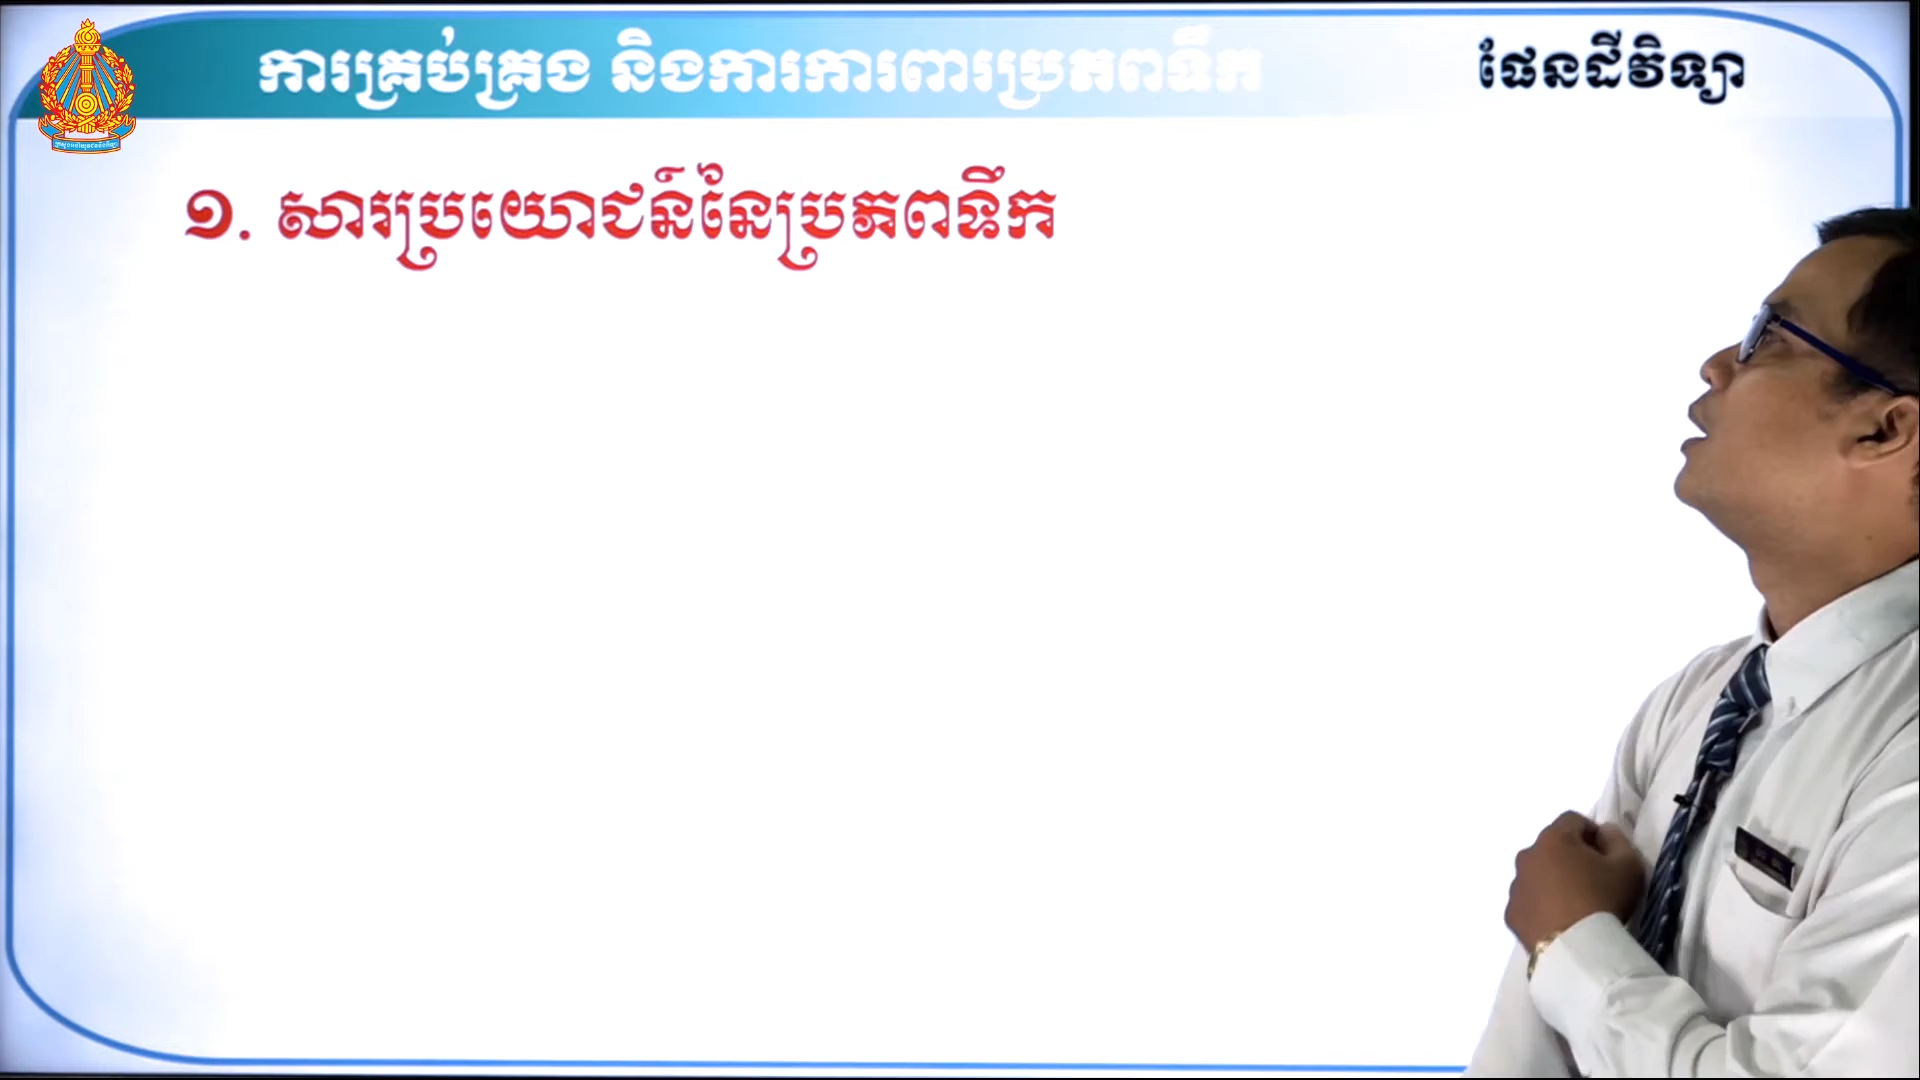 ការគ្រប់គ្រង និងការការពារប្រភពទឹក
ផែនដីវិទ្យា
១. សារប្រយោជន៍នៃប្រភពទឹក